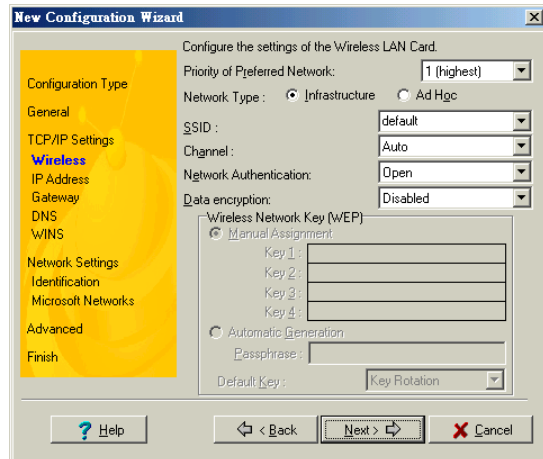 New Configuration Wizard
Configuration Type
General
TCP/IP Settings
Wireless
IP Address
Gateway
DNS
WINS
Network Settings
Identification
Microsoft Networks
Advanced
Finish
Configure the settings of the Wireless LAN Card.
Priority of Preferred Network: 1 (highest)
Network Type : Infrastructure Ad Hoc
SSID : default
Channel : Auto
Network Authentication: Open
Data encryption: Disabled
Wireless Network Key (WEP)
Manual Assignment
Key 1 :
Key 2 :
Key 3 :
Key 4 :
Automatic Generation
Passphrase :
Default Key : Key Rotation
? Help < Back Next > Cancel